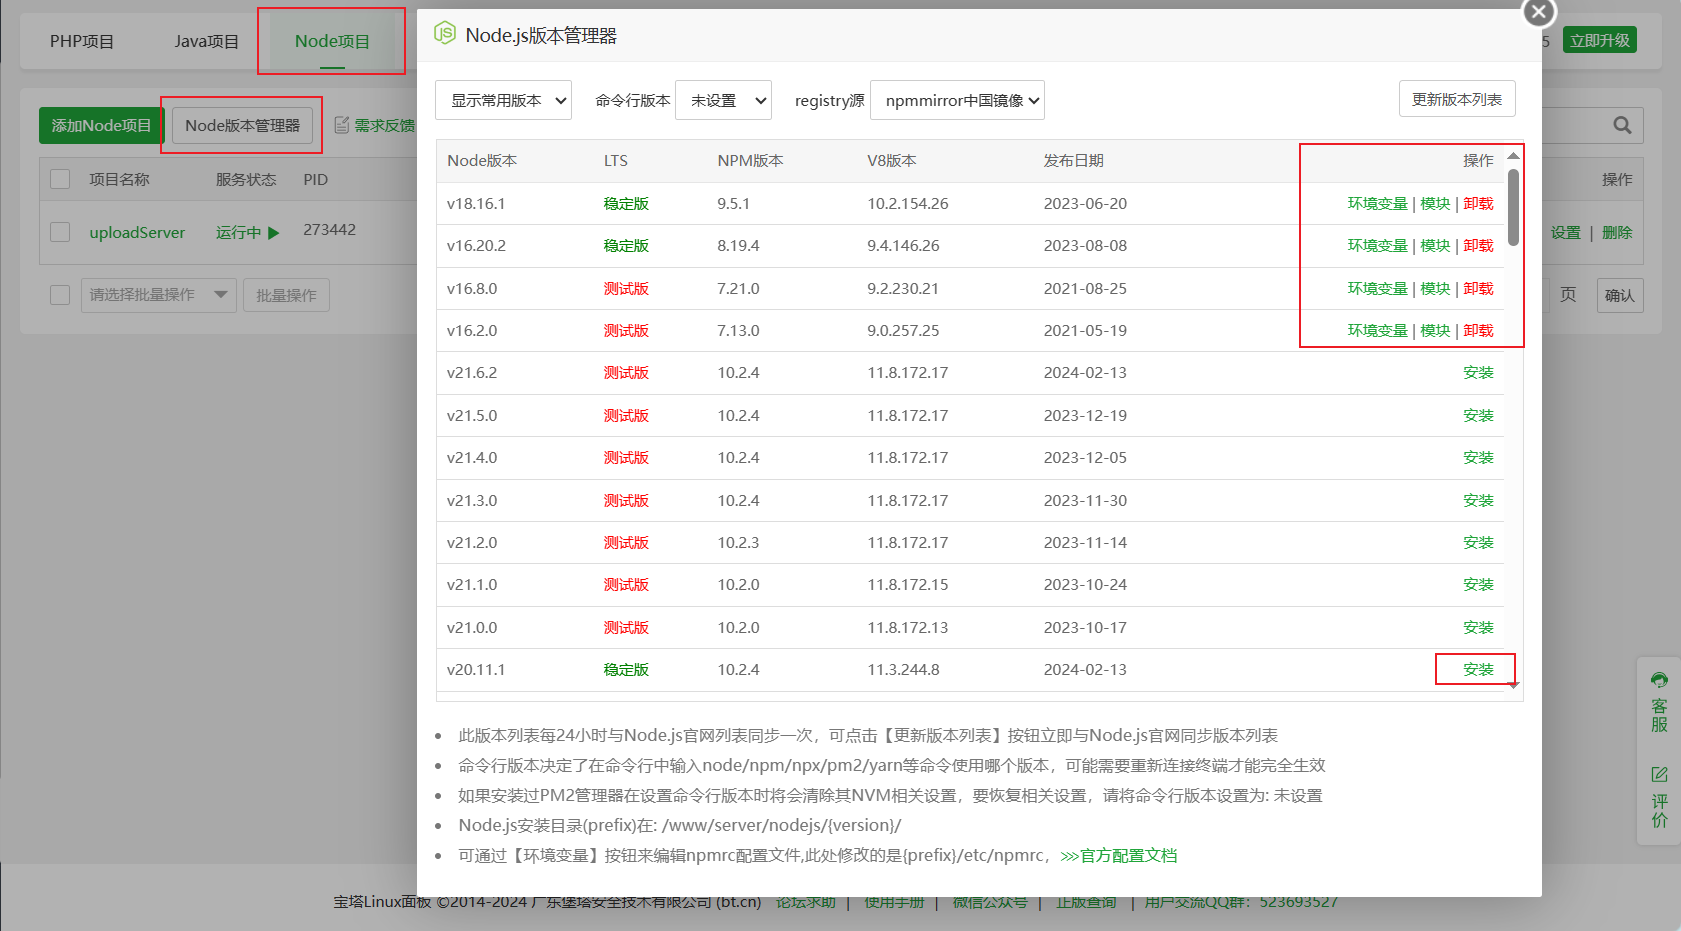 PHP项目 Java项目 Node项目
5 立即升级
Node.js版本管理器
显示常用版本 命令行版本 未设置 registry源 npmmirror中国镜像 更新版本列表
添加Node项目 Node版本管理器 需求反馈
项目名称 服务状态 PID 操作
uploadServer 运行中 273442 设置 | 删除
请选择批量操作 批量操作 页 确认
Node版本 LTS NPM版本 V8版本 发布日期 操作
v18.16.1 稳定版 9.5.1 10.2.154.26 2023-06-20 环境变量 | 模块 | 卸载
v16.20.2 稳定版 8.19.4 9.4.146.26 2023-08-08 环境变量 | 模块 | 卸载
v16.8.0 测试版 7.21.0 9.2.230.21 2021-08-25 环境变量 | 模块 | 卸载
v16.2.0 测试版 7.13.0 9.0.257.25 2021-05-19 环境变量 | 模块 | 卸载
v21.6.2 测试版 10.2.4 11.8.172.17 2024-02-13 安装
v21.5.0 测试版 10.2.4 11.8.172.17 2023-12-19 安装
v21.4.0 测试版 10.2.4 11.8.172.17 2023-12-05 安装
v21.3.0 测试版 10.2.4 11.8.172.17 2023-11-30 安装
v21.2.0 测试版 10.2.3 11.8.172.17 2023-11-14 安装
v21.1.0 测试版 10.2.0 11.8.172.15 2023-10-24 安装
v21.0.0 测试版 10.2.0 11.8.172.13 2023-10-17 安装
v20.11.1 稳定版 10.2.4 11.3.244.8 2024-02-13 安装
此版本列表每24小时与Node.js官网列表同步一次，可点击【更新版本列表】按钮立即与Node.js官网同步版本列表
命令行版本决定了在命令行中输入node/npm/npx/pm2/yarn等命令使用哪个版本，可能需要重新连接终端才能完全生效
如果安装过PM2管理器在设置命令行版本时将会清除其NVM相关设置，要恢复相关设置，请将命令行版本设置为: 未设置
Node.js安装目录(prefix)在: /www/server/nodejs/{version}/
可通过【环境变量】按钮来编辑npmrc配置文件,此处修改的是{prefix}/etc/npmrc，>>>官方配置文档
客服
评价
宝塔Linux面板 ©2014-2024 广东堡塔安全技术有限公司 (bt.cn) 论坛求助 | 使用手册 | 微信公众号 | 正版查询 | 用户交流QQ群：523693527